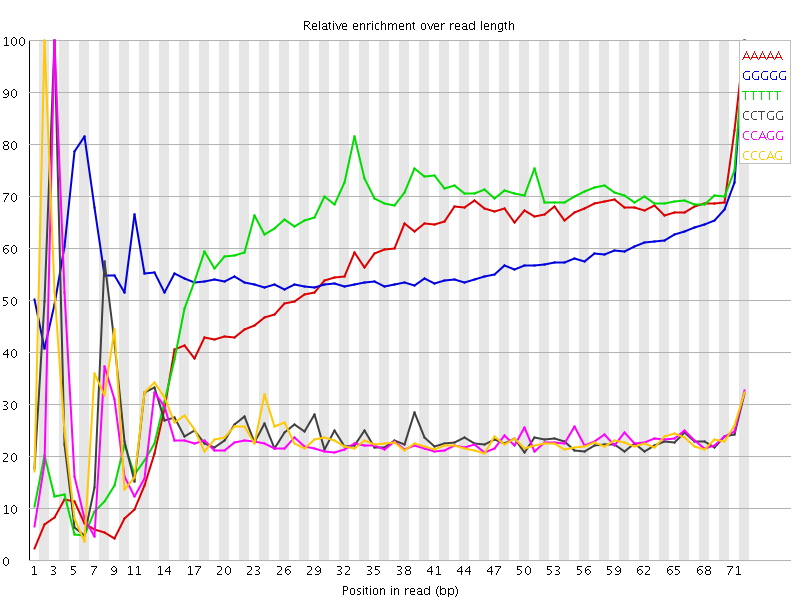 Relative enrichment over read length
100
90
80
70
60
50
40
30
20
10
0
AAAAA
GGGGG
TTTTT
CCTGG
CCAGG
CCCAG
1 2 3 5 7 9 11 14 17 20 23 26 29 32 35 38 41 44 47 50 53 56 59 62 65 68 71
Position in read (bp)